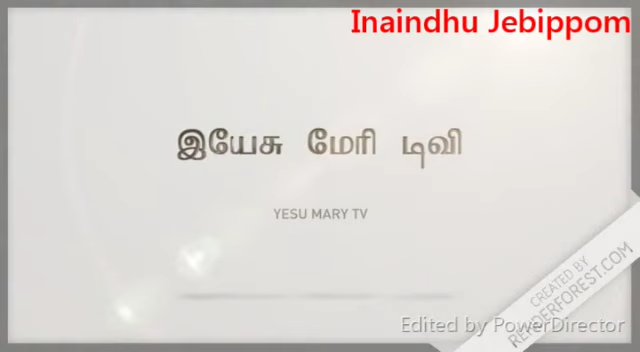 Inaindhu Jebippom
இயேசு மேரி டிவி
YESU MARY TV
CREATED BY
RENDERFOREST.COM
Edited by PowerDirector